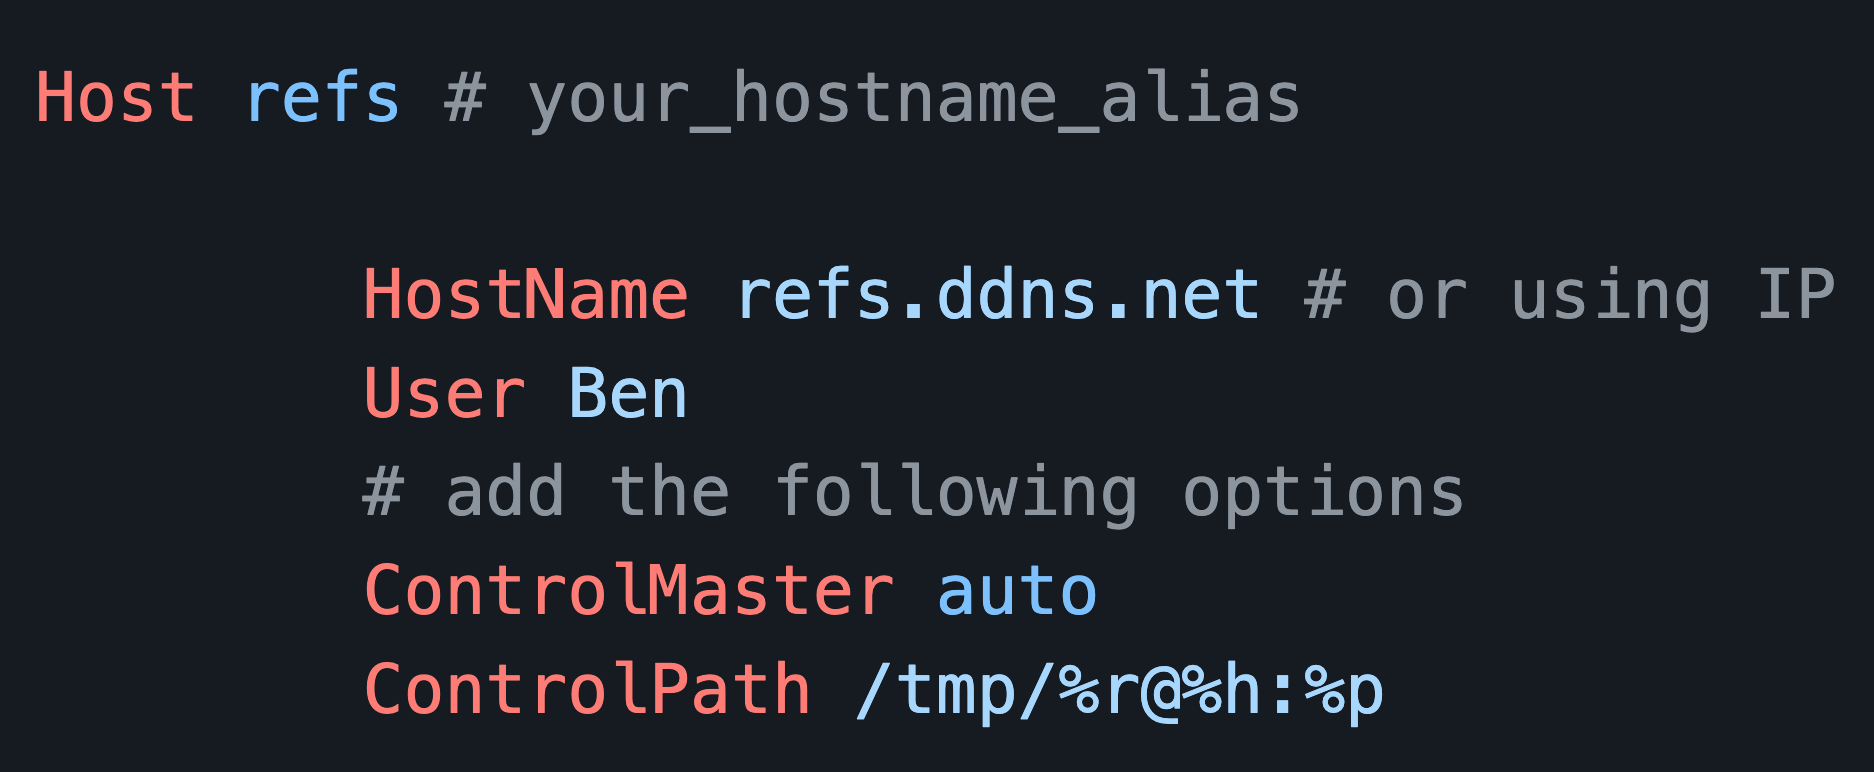 Host refs # your_hostname_alias
HostName refs.ddns.net # or using IP
User Ben
# add the following options
ControlMaster auto
ControlPath /tmp/%r@%h:%p